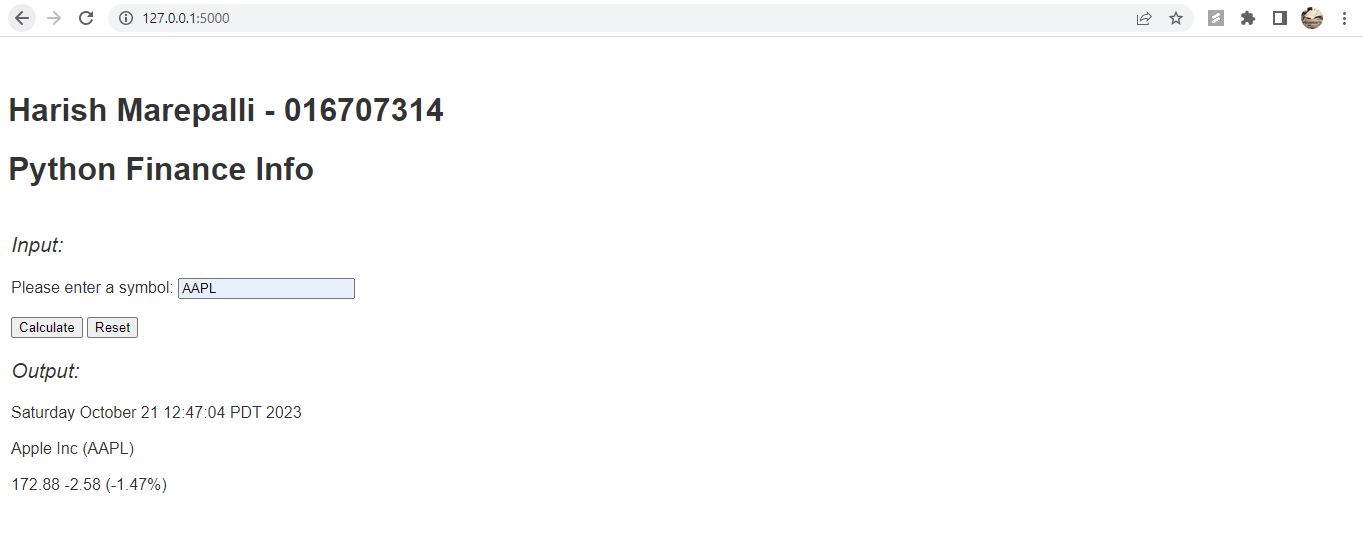 127.0.0.1:5000
Harish Marepalli - 016707314
Python Finance Info
Input:
Please enter a symbol: AAPL
Calculate Reset
Output:
Saturday October 21 12:47:04 PDT 2023
Apple Inc (AAPL)
172.88 -2.58 (-1.47%)